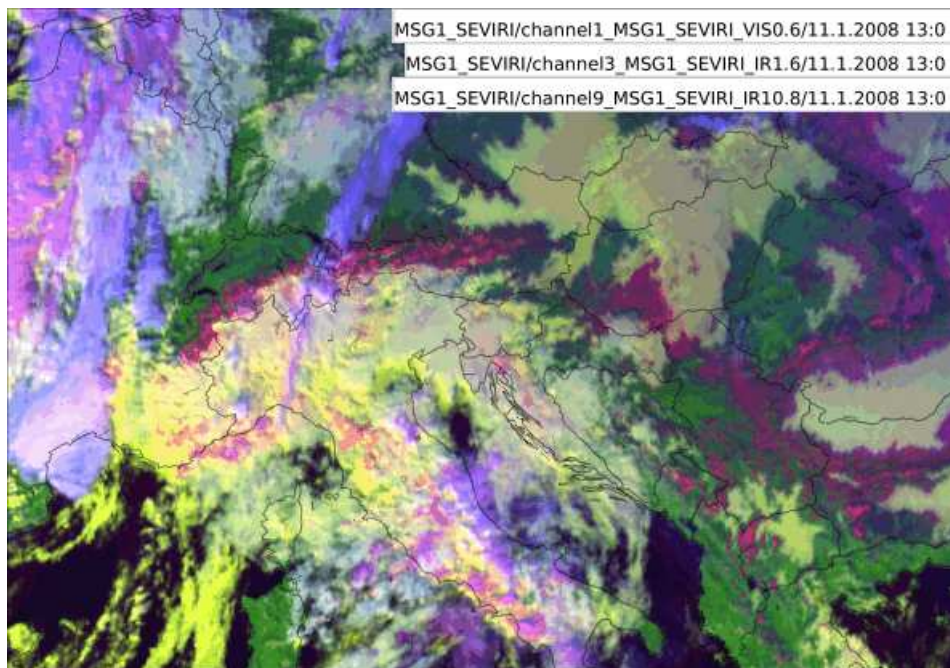 MSG1_SEVIRI/channel1_MSG1_SEVIRI_VIS0.6/11.1.2008 13:0
MSG1_SEVIRI/channel3_MSG1_SEVIRI_IR1.6/11.1.2008 13:0
MSG1_SEVIRI/channel9_MSG1_SEVIRI_IR10.8/11.1.2008 13:0